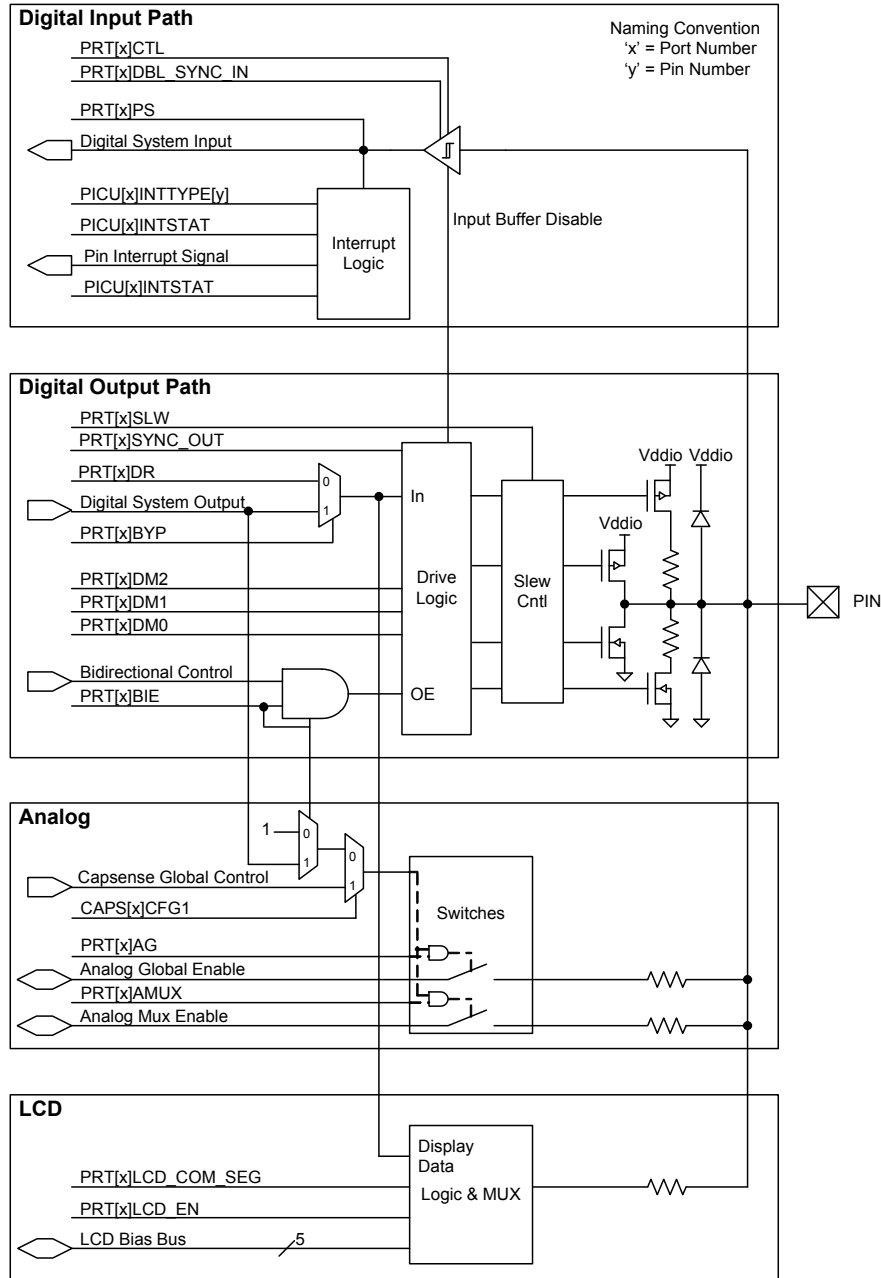 Digital Input Path
Naming Convention
‘x’ = Port Number
‘y’ = Pin Number
PRT[x]CTL
PRT[x]DBL_SYNC_IN
PRT[x]PS
Digital System Input
PICU[x]INTTYPE[y]
PICU[x]INTSTAT
Pin Interrupt Signal
PICU[x]INTSTAT
Interrupt
Logic
Input Buffer Disable
Digital Output Path
PRT[x]SLW
PRT[x]SYNC_OUT
PRT[x]DR
Digital System Output
PRT[x]BYP
0
1
PRT[x]DM2
PRT[x]DM1
PRT[x]DM0
Bidirectional Control
PRT[x]BIE
In
Drive
Logic
OE
Slew
Cntl
Vddio Vddio
Vddio
PIN
Analog
1
0
1
0
1
Capsense Global Control
CAPS[x]CFG1
Switches
PRT[x]AG
Analog Global Enable
PRT[x]AMUX
Analog Mux Enable
LCD
Display
Data
Logic & MUX
PRT[x]LCD_COM_SEG
PRT[x]LCD_EN
LCD Bias Bus
5